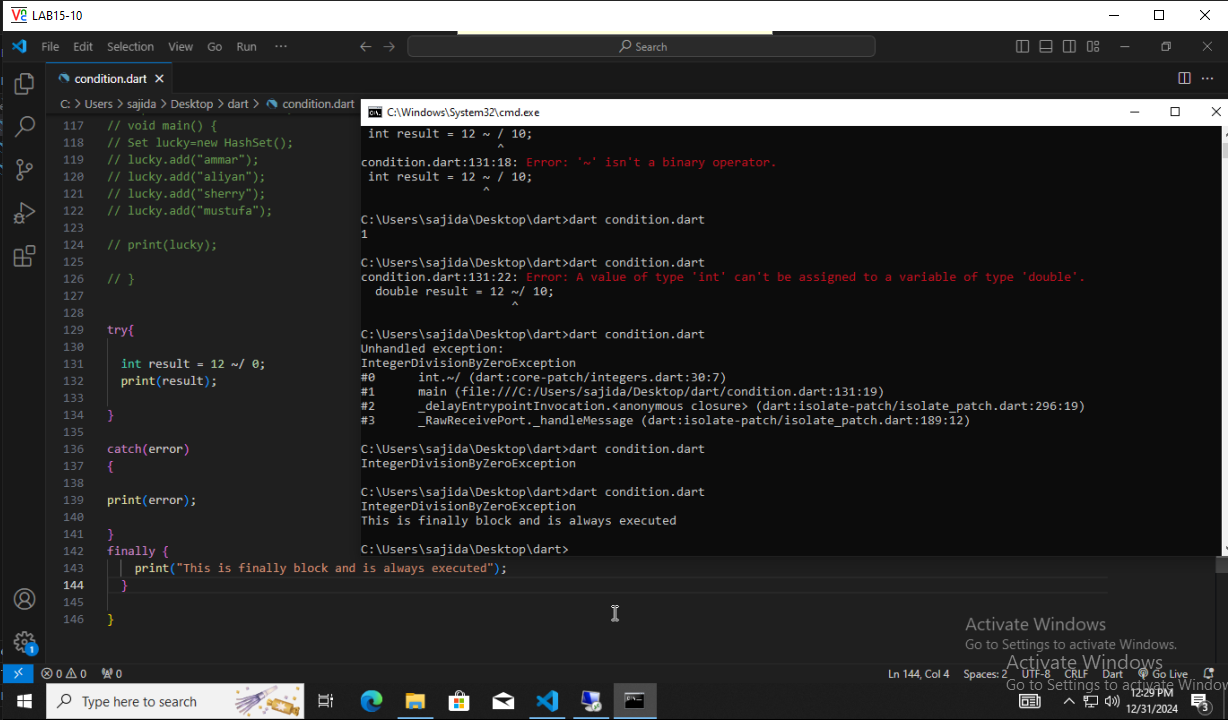 LAB15-10
File Edit Selection View Go Run ···
Search
condition.dart
C: > Users > sajida > Desktop > dart > condition.dart
117 // void main() {
118 // Set lucky=new HashSet();
119 // lucky.add("ammar");
120 // lucky.add("aliyan");
121 // lucky.add("sherry");
122 // lucky.add("mustufa");
123
124 // print(lucky);
125
126 // }
127
128
129 try{
130
131 int result = 12 ~/ 0;
132 print(result);
133
134 }
135
136 catch(error)
137 {
138
139 print(error);
140
141 }
142 finally {
143 print("This is finally block and is always executed");
144 }
145
146 }
C:\Windows\System32\cmd.exe
int result = 12 ~ / 10;
^
condition.dart:131:18: Error: '~' isn't a binary operator.
int result = 12 ~ / 10;
^
C:\Users\sajida\Desktop\dart>dart condition.dart
1
C:\Users\sajida\Desktop\dart>dart condition.dart
condition.dart:131:22: Error: A value of type 'int' can't be assigned to a variable of type 'double'.
double result = 12 ~/ 10;
^
C:\Users\sajida\Desktop\dart>dart condition.dart
Unhandled exception:
IntegerDivisionByZeroException
#0 int.~/ (dart:core-patch/integers.dart:30:7)
#1 main (file:///C:/Users/sajida/Desktop/dart/condition.dart:131:19)
#2 _delayEntrypointInvocation.<anonymous closure> (dart:isolate-patch/isolate_patch.dart:296:19)
#3 _RawReceivePort._handleMessage (dart:isolate-patch/isolate_patch.dart:189:12)
C:\Users\sajida\Desktop\dart>dart condition.dart
IntegerDivisionByZeroException
C:\Users\sajida\Desktop\dart>dart condition.dart
IntegerDivisionByZeroException
This is finally block and is always executed
C:\Users\sajida\Desktop\dart>
Activate Windows
Go to Settings to activate Windows.
Activate Windows
Go to Settings to activate Windows
1
0 0 0 Ln 144, Col 4 Spaces: 2 UTF-8 CRLF Dart Go Live
Type here to search
12:29 PM
12/31/2024
3